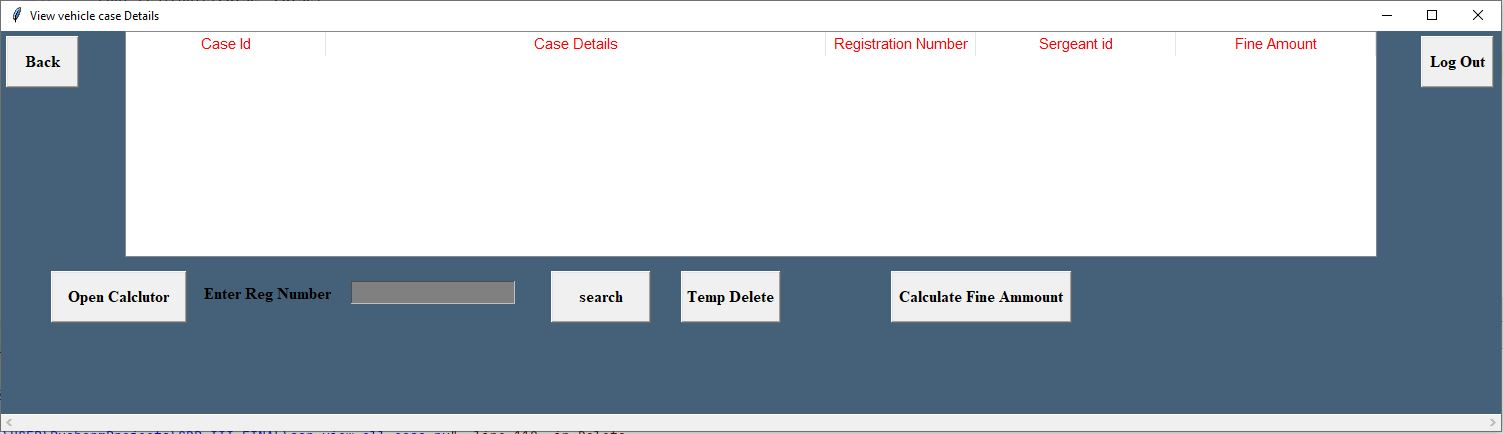 View vehicle case Details
Back
Case Id
Case Details
Registration Number
Sergeant id
Fine Amount
Log Out
Open Calclutor
Enter Reg Number
search
Temp Delete
Calculate Fine Ammount